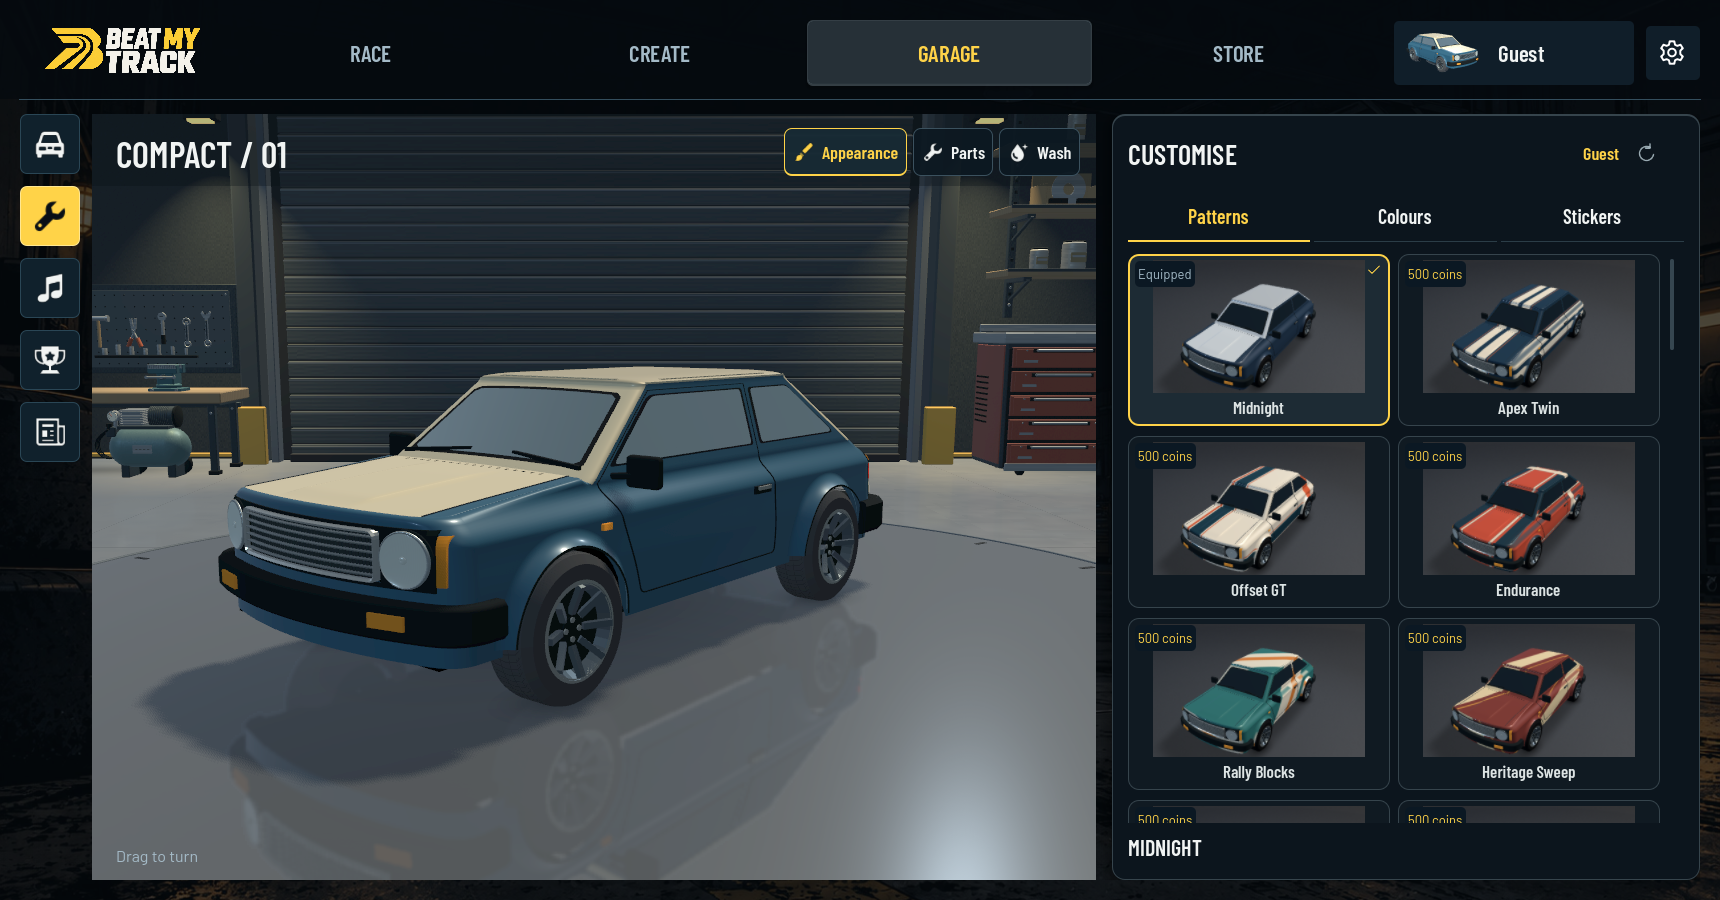 BEAT MY
TRACK
RACE
CREATE
GARAGE
STORE
Guest
COMPACT / 01
Appearance
Parts
Wash
Drag to turn
CUSTOMISE
Guest
Patterns
Colours
Stickers
Equipped
Midnight
500 coins
Apex Twin
500 coins
Offset GT
500 coins
Endurance
500 coins
Rally Blocks
500 coins
Heritage Sweep
500 coins
500 coins
MIDNIGHT